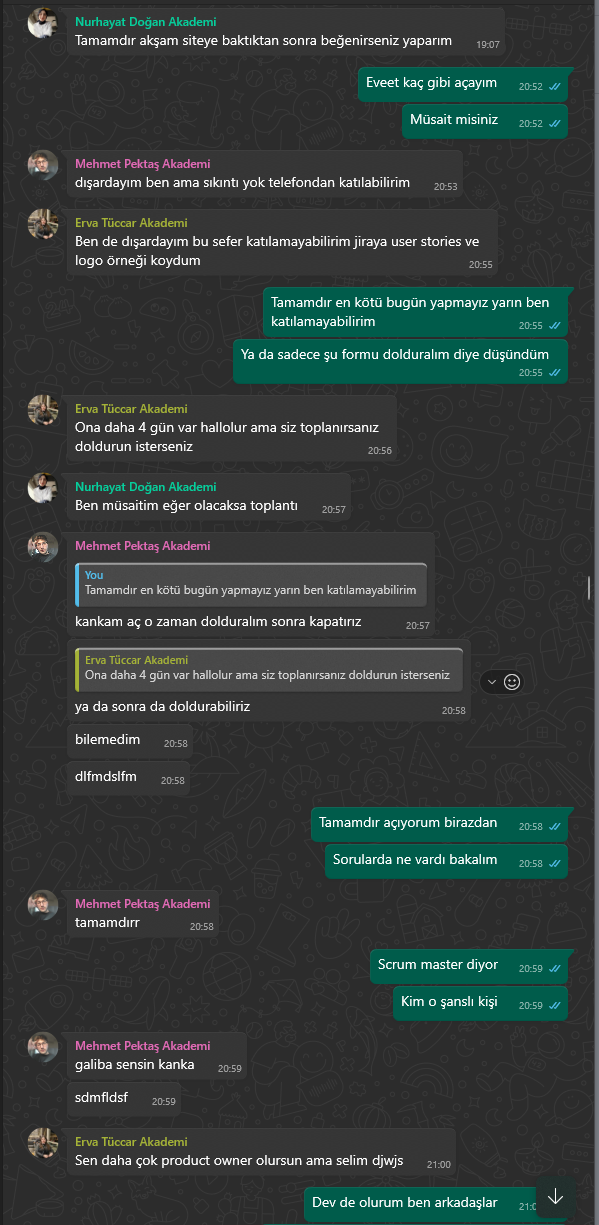 Nurhayat Doğan Akademi
Tamamdır akşam siteye baktıktan sonra beğenirseniz yaparım
19:07
Eveet kaç gibi açayım
20:52
Müsait misiniz
20:52
Mehmet Pektaş Akademi
dışardayım ben ama sıkıntı yok telefondan katılabilirim
20:53
Erva Tüccar Akademi
Ben de dışardayım bu sefer katılamayabilirim jiraya user stories ve
logo örneği koydum
20:55
Tamamdır en kötü bugün yapmayız yarın ben
katılamayabilirim
20:55
Ya da sadece şu formu dolduralım diye düşündüm
20:55
Erva Tüccar Akademi
Ona daha 4 gün var hallolur ama siz toplanırsanız
doldurun isterseniz
20:56
Nurhayat Doğan Akademi
Ben müsaitim eğer olacaksa toplantı
20:57
Mehmet Pektaş Akademi
You
Tamamdır en kötü bugün yapmayız yarın ben katılamayabilirim
kankam aç o zaman dolduralım sonra kapatırız
20:57
Erva Tüccar Akademi
Ona daha 4 gün var hallolur ama siz toplanırsanız doldurun isterseniz
ya da sonra da doldurabiliriz
20:58
bilemedim
20:58
dlfmdslfm
20:58
Tamamdır açıyorum birazdan
20:58
Sorularda ne vardı bakalım
20:58
Mehmet Pektaş Akademi
tamamdırr
20:58
Scrum master diyor
20:59
Kim o şanslı kişi
20:59
Mehmet Pektaş Akademi
galiba sensin kanka
20:59
sdmfldsf
20:59
Erva Tüccar Akademi
Sen daha çok product owner olursun ama selim djwjs
21:00
Dev de olurum ben arkadaşlar